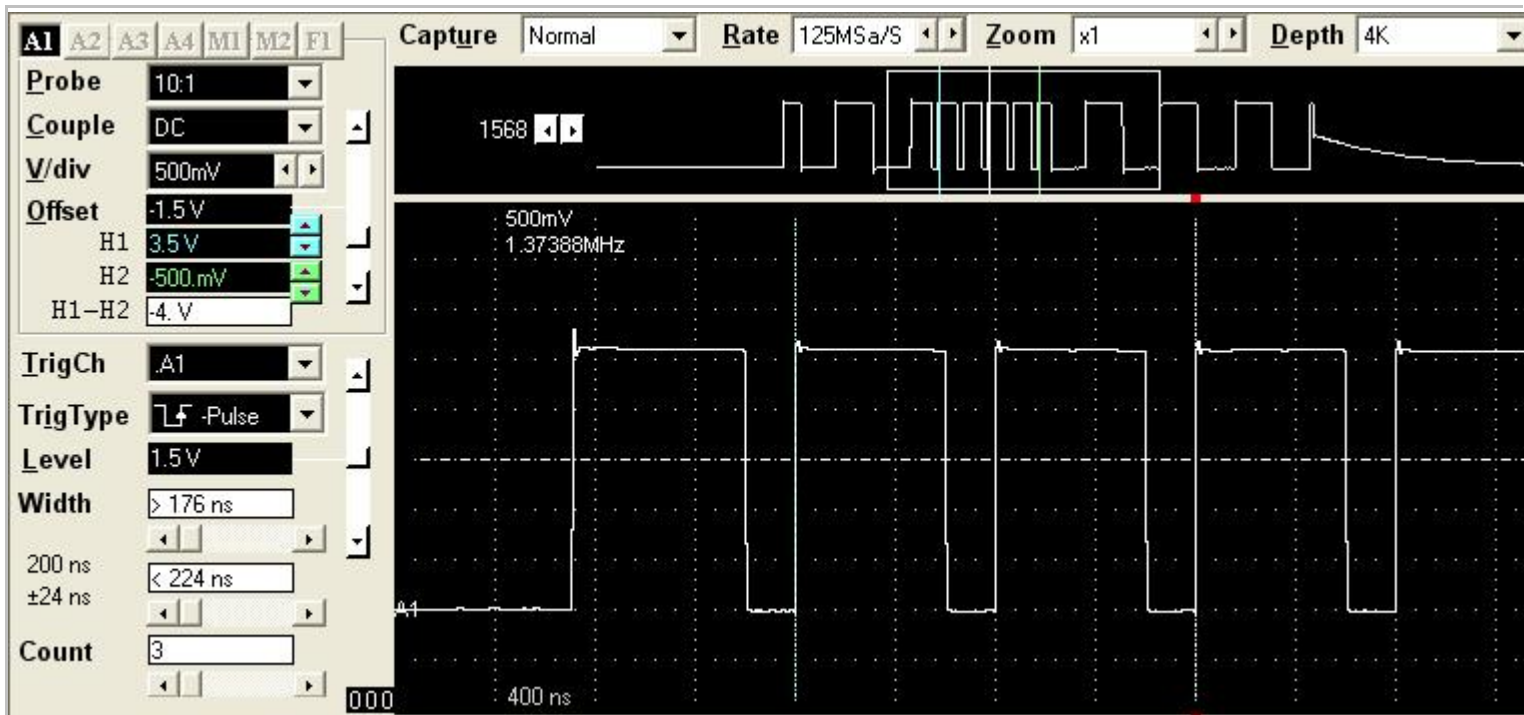 A1 A2 A3 A4 M1 M2 F1
Capture Normal Rate 125MSa/S Zoom x1 Depth 4K
Probe 10:1
Couple DC
V/div 500mV
Offset -1.5 V
H1 3.5 V
H2 -500.mV
H1-H2 -4. V
TrigCh .A1
TrigType -Pulse
Level 1.5 V
Width > 176 ns
200 ns
±24 ns
< 224 ns
Count 3
000
1568
500mV
1.37388MHz
A1
400 ns